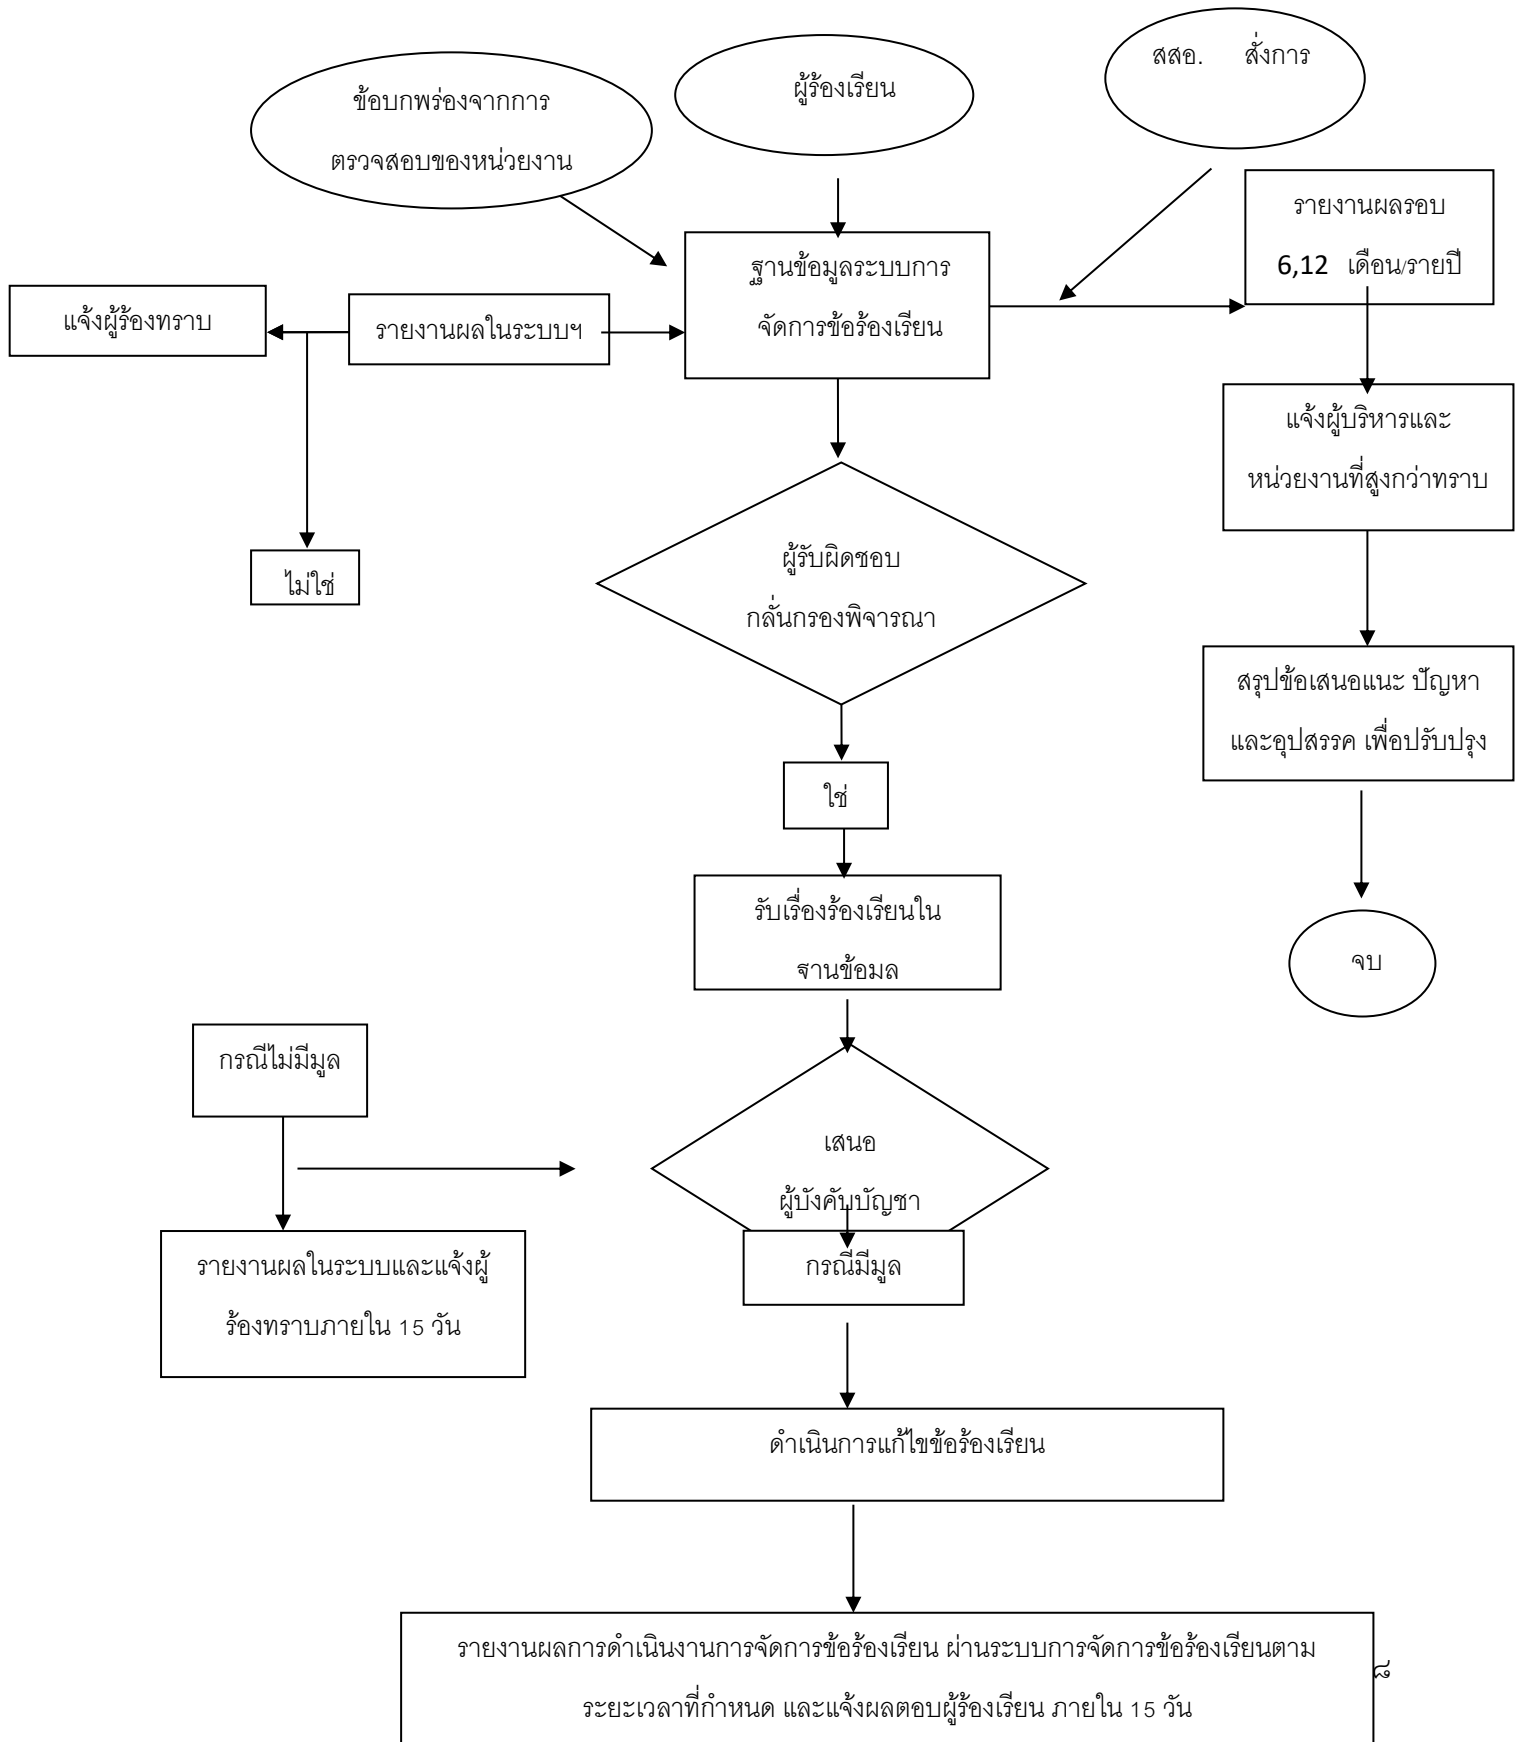 ข้อบกพร่องจากการ
ตรวจสอบของหน่วยงาน
ผู้ร้องเรียน
สสอ. สั่งการ
รายงานผลรอบ
6,12 เดือน/รายปี
ฐานข้อมูลระบบการ
จัดการข้อร้องเรียน
แจ้งผู้ร้องทราบ
รายงานผลในระบบฯ
แจ้งผู้บริหารและ
หน่วยงานที่สูงกว่าทราบ
ไม่ใช่
ผู้รับผิดชอบ
กลั่นกรองพิจารณา
สรุปข้อเสนอแนะ ปัญหา
และอุปสรรค เพื่อปรับปรุง
ใช่
รับเรื่องร้องเรียนใน
ฐานข้อมูล
จบ
กรณีไม่มีมูล
เสนอ
ผู้บังคับบัญชา
รายงานผลในระบบและแจ้งผู้
ร้องทราบภายใน 15 วัน
กรณีมีมูล
ดำเนินการแก้ไขข้อร้องเรียน
รายงานผลการดำเนินงานการจัดการข้อร้องเรียน ผ่านระบบการจัดการข้อร้องเรียนตาม
ระยะเวลาที่กำหนด และแจ้งผลตอบผู้ร้องเรียน ภายใน 15 วัน
๘